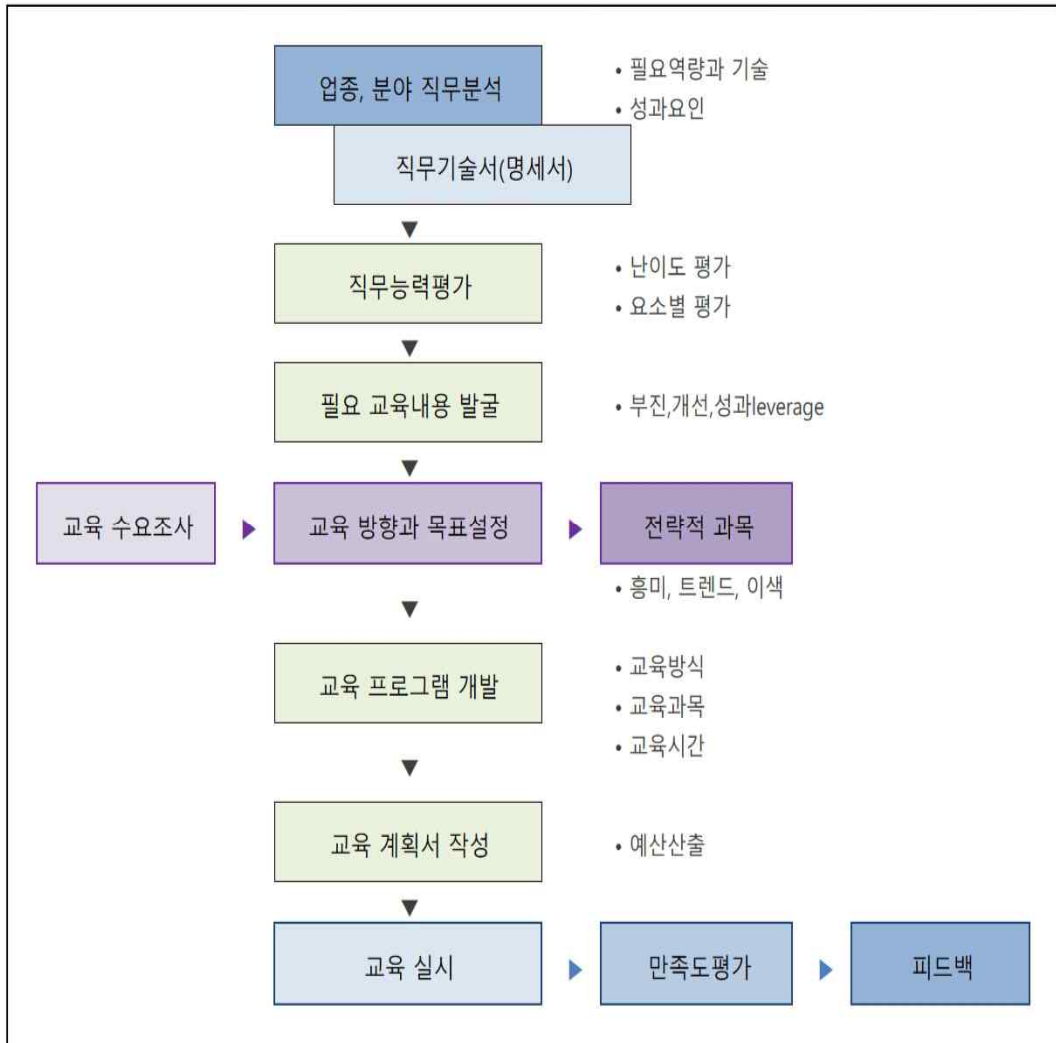 업종, 분야 직무분석
• 필요역량과 기술
• 성과요인
직무기술서(명세서)
▼
직무능력평가
• 난이도 평가
• 요소별 평가
▼
필요 교육내용 발굴
• 부진,개선,성과leverage
▼
교육 수요조사 ▶ 교육 방향과 목표설정 ▶ 전략적 과목
• 흥미, 트렌드, 이색
▼
교육 프로그램 개발
• 교육방식
• 교육과목
• 교육시간
▼
교육 계획서 작성
• 예산산출
▼
교육 실시 ▶ 만족도평가 ▶ 피드백